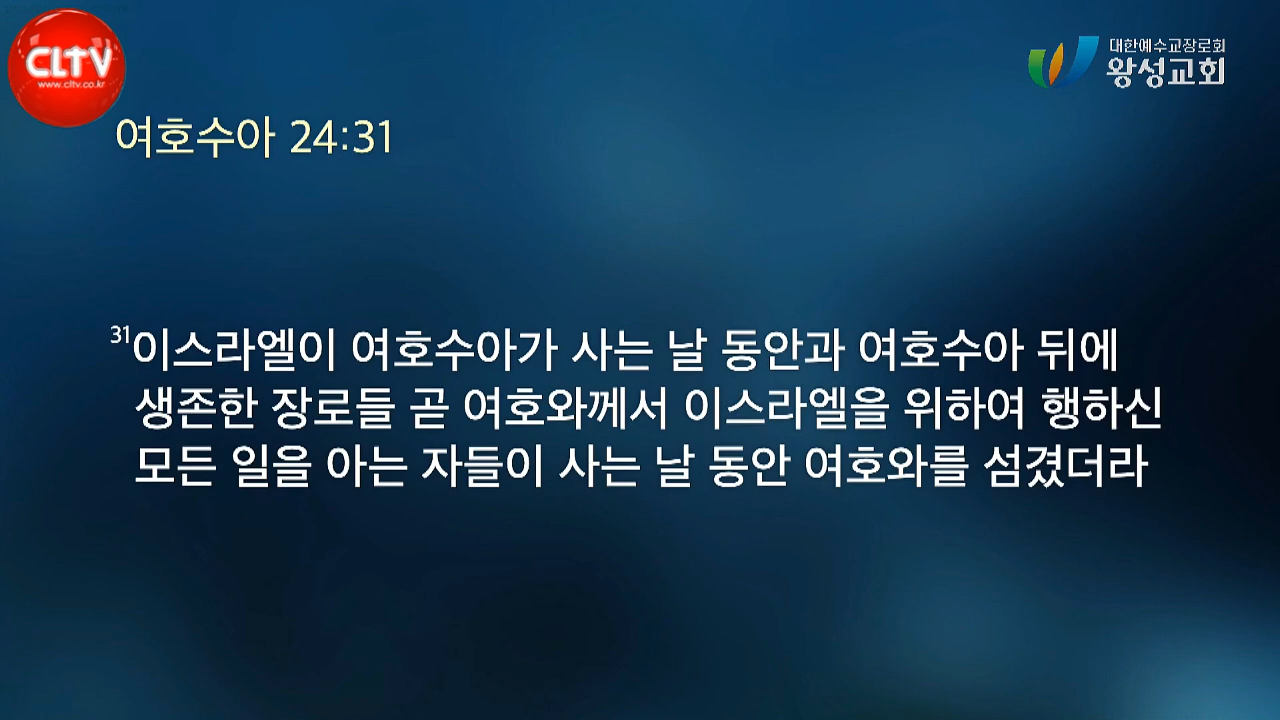 CLTV
www.cltv.co.kr
대한예수교장로회
왕성교회
여호수아 24:31
31이스라엘이 여호수아가 사는 날 동안과 여호수아 뒤에
생존한 장로들 곧 여호와께서 이스라엘을 위하여 행하신
모든 일을 아는 자들이 사는 날 동안 여호와를 섬겼더라